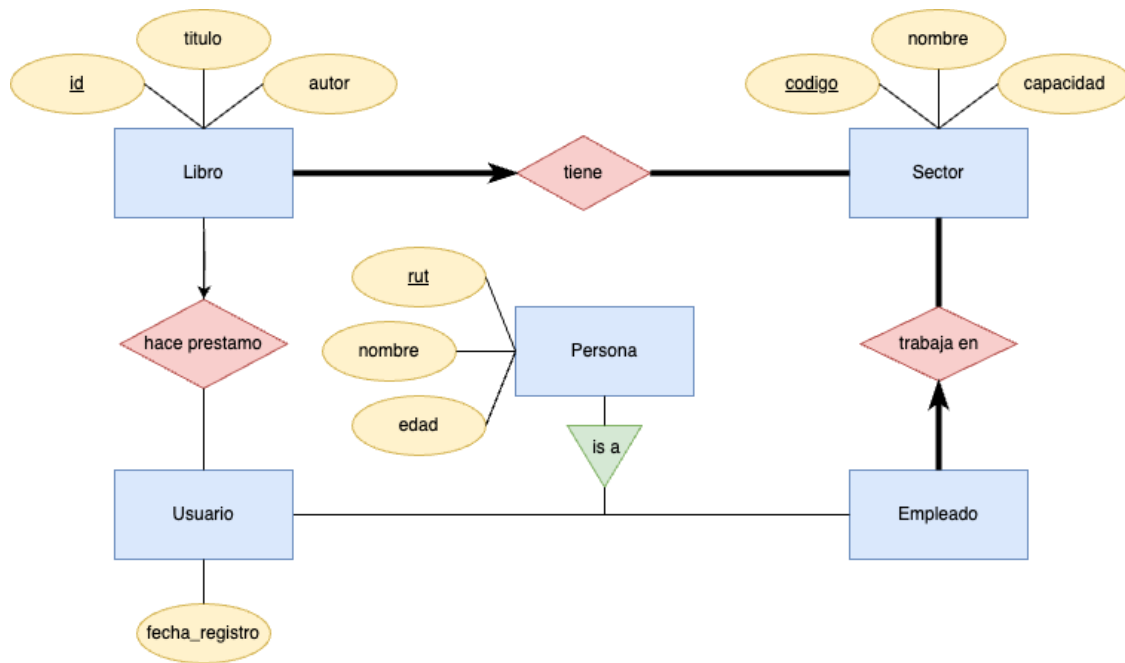 titulo
nombre
id
autor
codigo
capacidad
Libro
tiene
Sector
rut
hace prestamo
nombre
Persona
trabaja en
edad
is a
Usuario
Empleado
fecha_registro